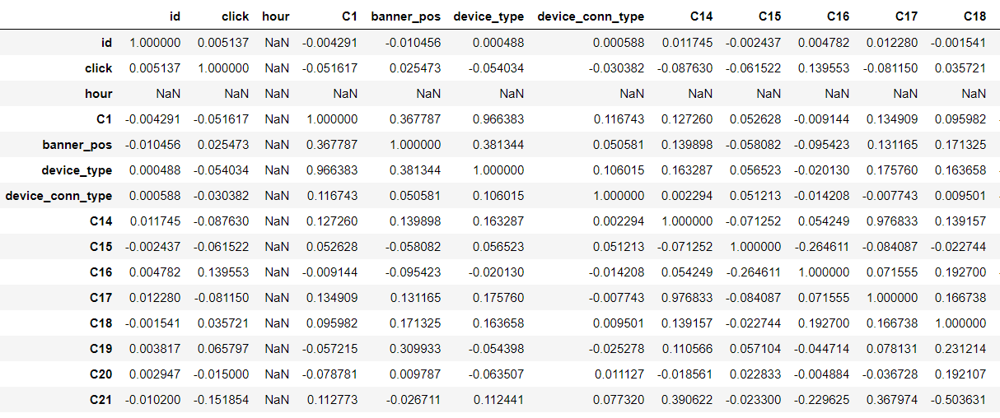 id click hour C1 banner_pos device_type device_conn_type C14 C15 C16 C17 C18
id 1.000000 0.005137 NaN -0.004291 -0.010456 0.000488 0.000588 0.011745 -0.002437 0.004782 0.012280 -0.001541
click 0.005137 1.000000 NaN -0.051617 0.025473 -0.054034 -0.030382 -0.087630 -0.061522 0.139553 -0.081150 0.035721
hour NaN NaN NaN NaN NaN NaN NaN NaN NaN NaN NaN NaN
C1 -0.004291 -0.051617 NaN 1.000000 0.367787 0.966383 0.116743 0.127260 0.052628 -0.009144 0.134909 0.095982
banner_pos -0.010456 0.025473 NaN 0.367787 1.000000 0.381344 0.050581 0.139898 -0.058082 -0.095423 0.131165 0.171325
device_type 0.000488 -0.054034 NaN 0.966383 0.381344 1.000000 0.106015 0.163287 0.056523 -0.020130 0.175760 0.163658
device_conn_type 0.000588 -0.030382 NaN 0.116743 0.050581 0.106015 1.000000 0.002294 0.051213 -0.014208 -0.007743 0.009501
C14 0.011745 -0.087630 NaN 0.127260 0.139898 0.163287 0.002294 1.000000 -0.071252 0.054249 0.976833 0.139157
C15 -0.002437 -0.061522 NaN 0.052628 -0.058082 0.056523 0.051213 -0.071252 1.000000 -0.264611 -0.084087 -0.022744
C16 0.004782 0.139553 NaN -0.009144 -0.095423 -0.020130 -0.014208 0.054249 -0.264611 1.000000 0.071555 0.192700
C17 0.012280 -0.081150 NaN 0.134909 0.131165 0.175760 -0.007743 0.976833 -0.084087 0.071555 1.000000 0.166738
C18 -0.001541 0.035721 NaN 0.095982 0.171325 0.163658 0.009501 0.139157 -0.022744 0.192700 0.166738 1.000000
C19 0.003817 0.065797 NaN -0.057215 0.309933 -0.054398 -0.025278 0.110566 0.057104 -0.044714 0.078131 0.231214
C20 0.002947 -0.015000 NaN -0.078781 0.009787 -0.063507 0.011127 -0.018561 0.022833 -0.004884 -0.036728 0.192107
C21 -0.010200 -0.151854 NaN 0.112773 -0.026711 0.112441 0.077320 0.390622 -0.023300 -0.229625 0.367974 -0.503631